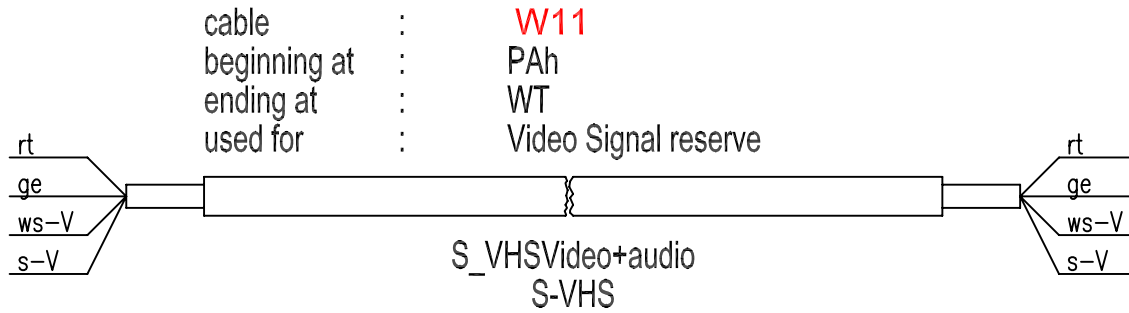 cable : W11
beginning at : PAh
ending at : WT
used for : Video Signal reserve
rt
ge
ws-V
s-V
rt
ge
ws-V
s-V
S_VHSVideo+audio
S-VHS